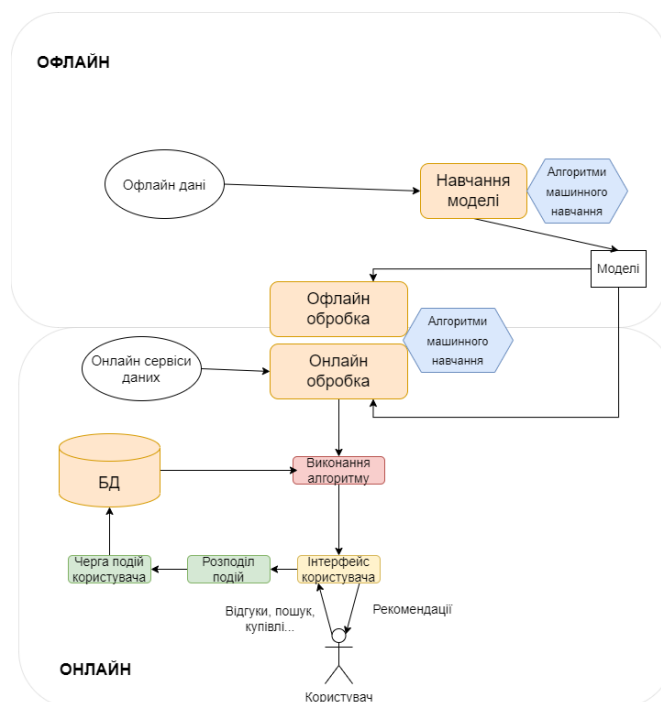 ОФЛАЙН
Офлайн дані
Навчання
моделі
Алгоритми
машинного
навчання
Моделі
Офлайн
обробка
Алгоритми
машинного
навчання
Онлайн сервіси
даних
Онлайн
обробка
БД
Виконання
алгоритму
Черга подій
користувача
Розподіл
подій
Інтерфейс
користувача
Відгуки, пошук,
купівлі...
Рекомендації
ОНЛАЙН
Користувач